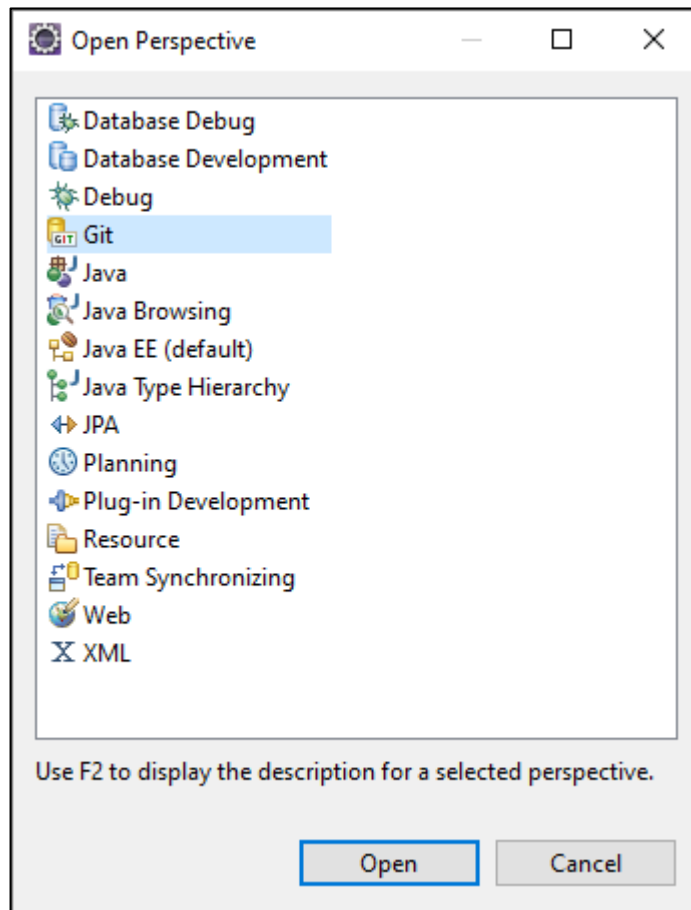 Open Perspective
Database Debug
Database Development
Debug
GIT Git
Java
Java Browsing
Java EE (default)
Java Type Hierarchy
JPA
Planning
Plug-in Development
Resource
Team Synchronizing
Web
X XML
Use F2 to display the description for a selected perspective.
Open Cancel